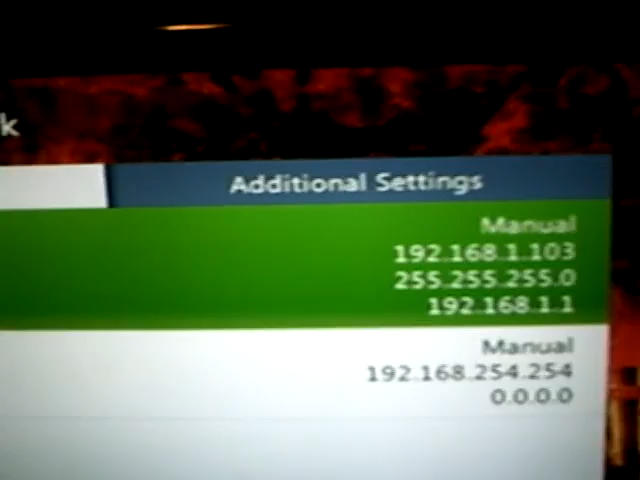 k
Additional Settings
Manual
192.168.1.103
255.255.255.0
192.168.1.1
Manual
192.168.254.254
0.0.0.0